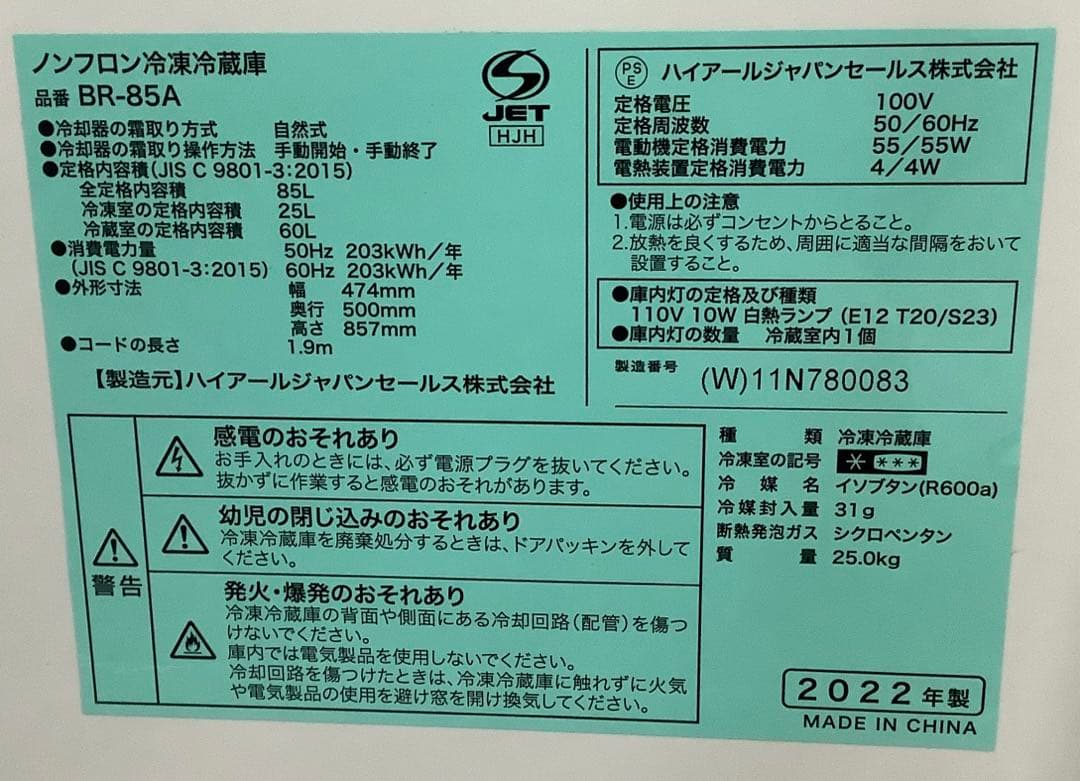 ノンフロン冷凍冷蔵庫
品番 BR-85A
JET
HJH
●冷却器の霜取り方式 自然式
●冷却器の霜取り操作方法 手動開始・手動終了
●定格内容積(JIS C 9801-3:2015)
全定格内容積 85L
冷凍室の定格内容積 25L
冷蔵室の定格内容積 60L
●消費電力量 50Hz 203kWh/年
(JIS C 9801-3:2015) 60Hz 203kWh/年
●外形寸法 幅 474mm
奥行 500mm
高さ 857mm
●コードの長さ 1.9m
【製造元】ハイアールジャパンセールス株式会社
PSE ハイアールジャパンセールス株式会社
定格電圧 100V
定格周波数 50/60Hz
電動機定格消費電力 55/55W
電熱装置定格消費電力 4/4W
●使用上の注意
1.電源は必ずコンセントからとること。
2.放熱を良くするため、周囲に適当な間隔をおいて
設置すること。
●庫内灯の定格及び種類
110V 10W 白熱ランプ (E12 T20/S23)
●庫内灯の数量 冷蔵室内1個
製造番号 (W)11N780083
警告
感電のおそれあり
お手入れのときには、必ず電源プラグを抜いてください。
抜かずに作業すると感電のおそれがあります。
幼児の閉じ込みのおそれあり
冷凍冷蔵庫を廃棄処分するときは、ドアパッキンを外して
ください。
発火・爆発のおそれあり
冷凍冷蔵庫の背面や側面にある冷却回路(配管)を傷つ
けないでください。
庫内では電気製品を使用しないでください。
冷却回路を傷つけたときは、冷凍冷蔵庫に触れずに火気
や電気製品の使用を避け窓を開け換気してください。
種類 冷凍冷蔵庫
冷凍室の記号 * ***
冷媒名 イソブタン(R600a)
冷媒封入量 31g
断熱発泡ガス シクロペンタン
質量 25.0kg
2022年製
MADE IN CHINA